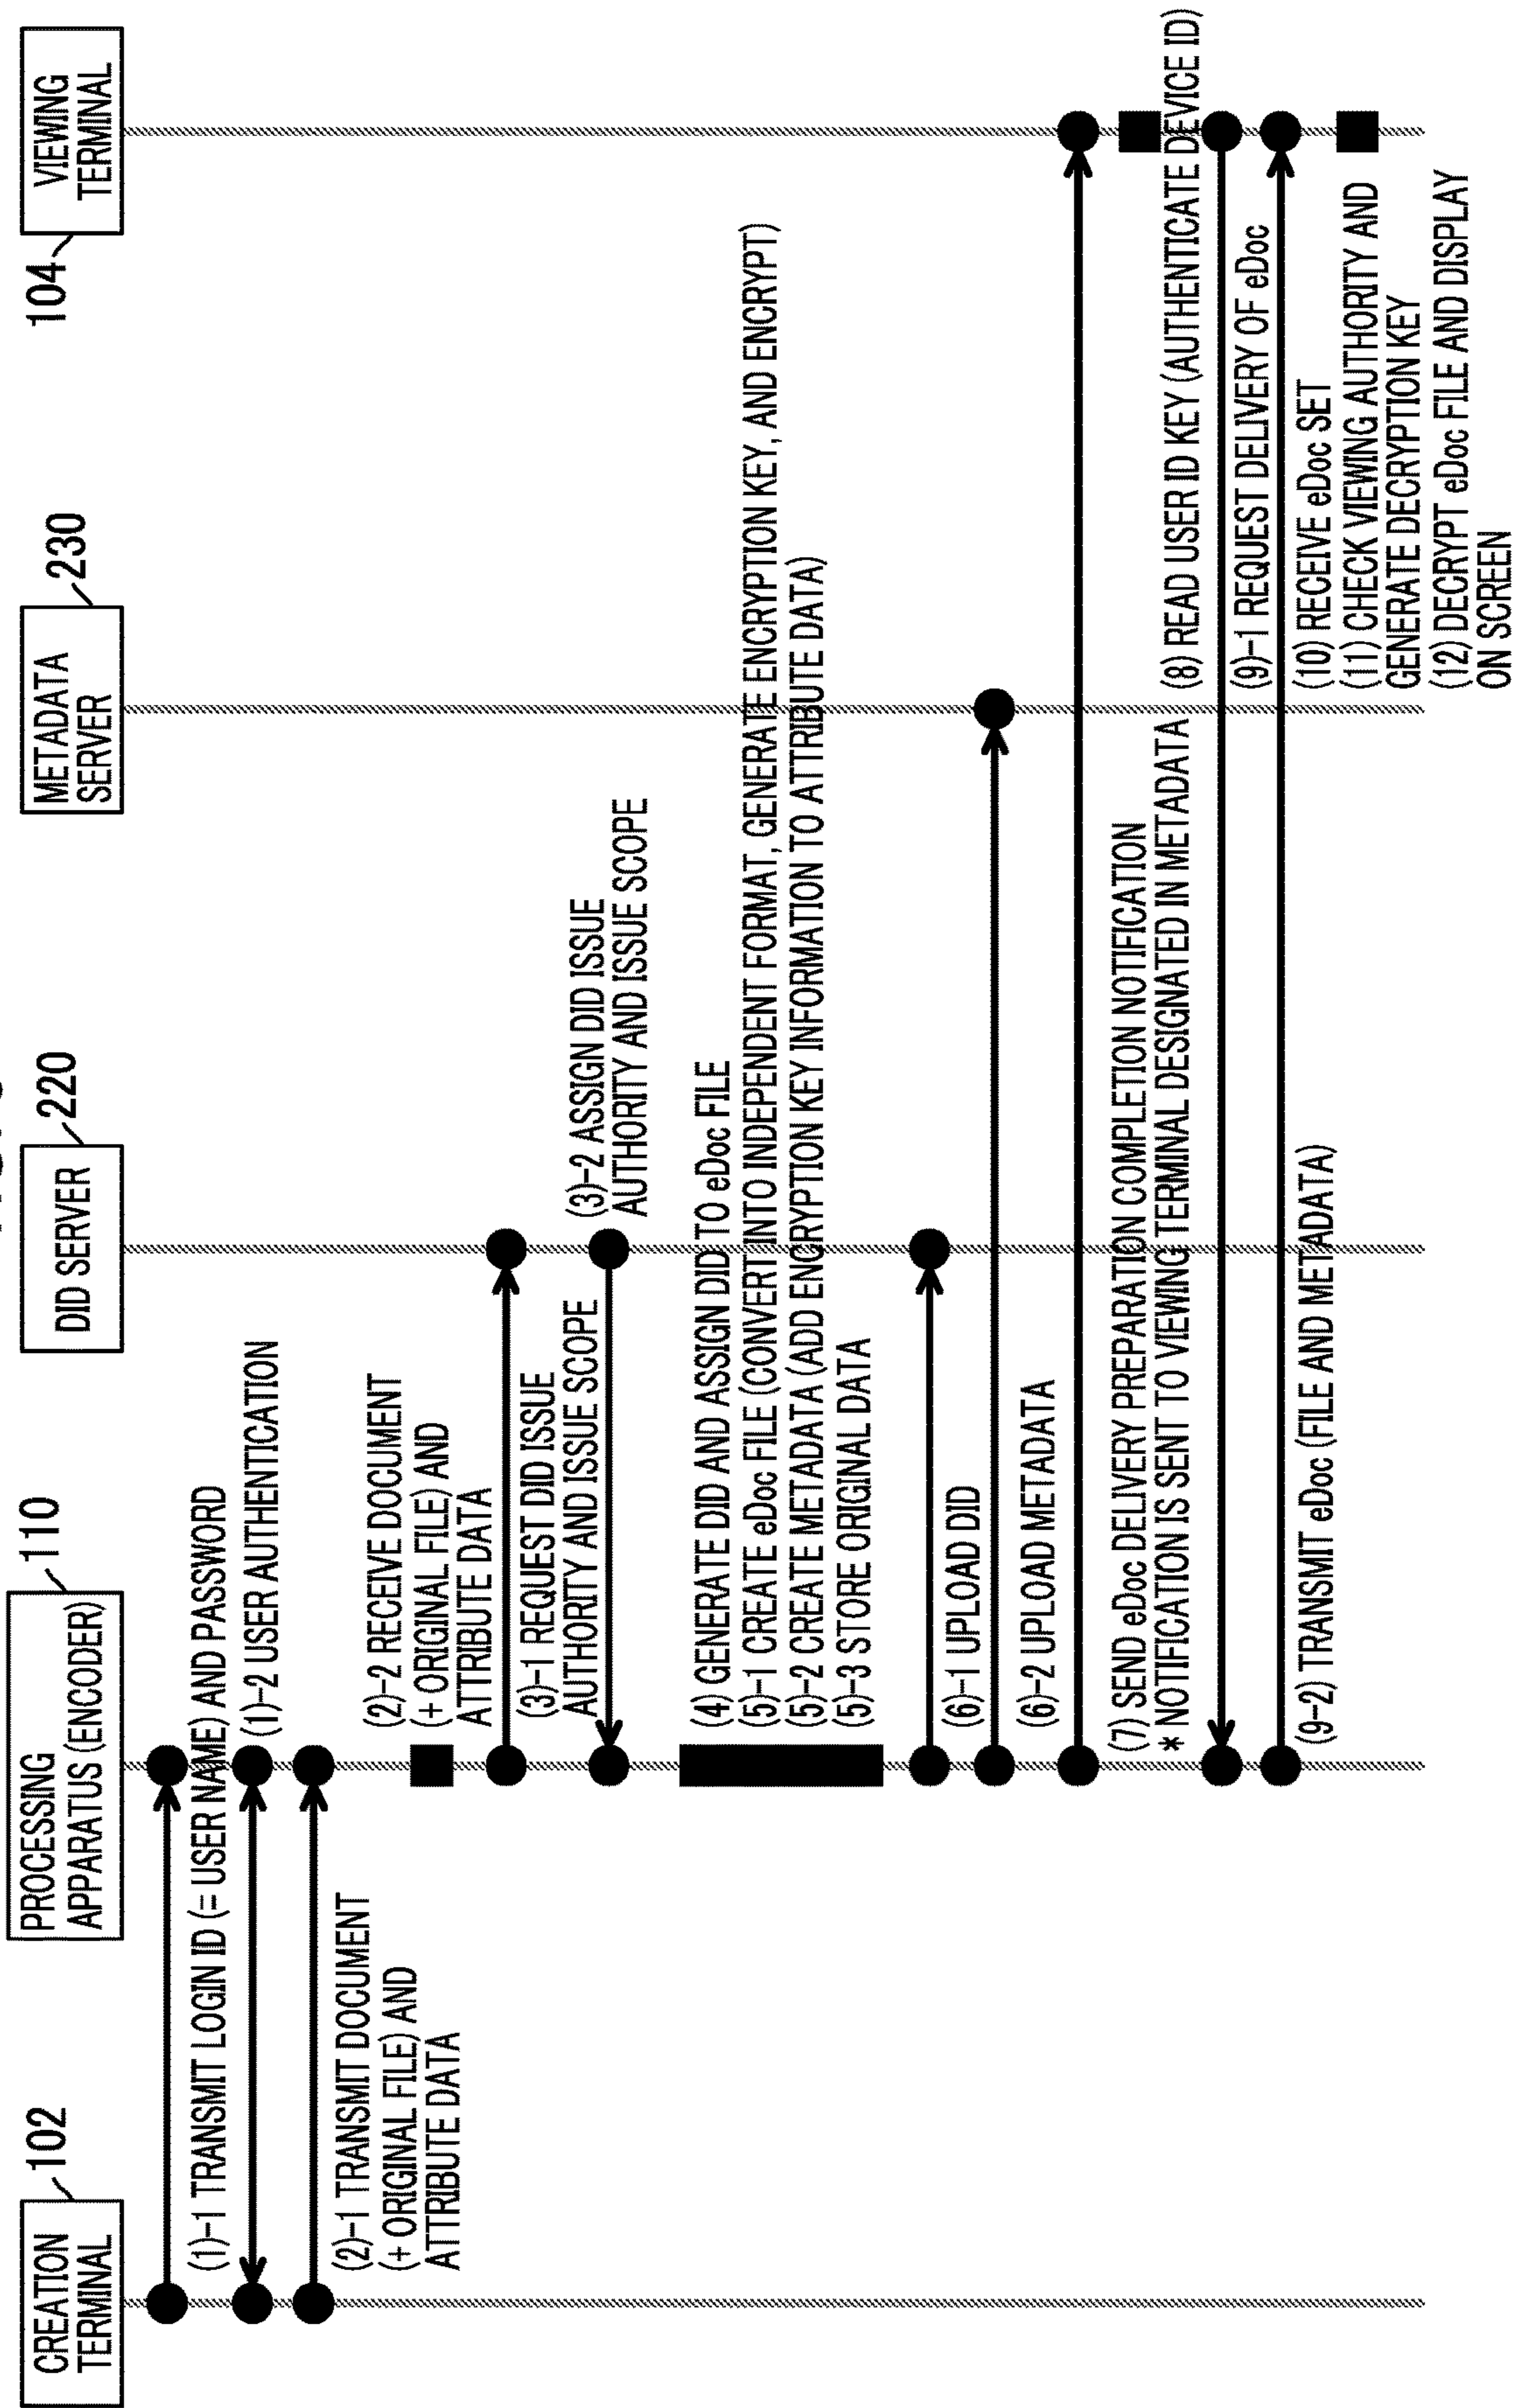 CREATION
TERMINAL
102
PROCESSING
APPARATUS (ENCODER)
110
DID SERVER
220
METADATA
SERVER
230
VIEWING
TERMINAL
104
(1)-1 TRANSMIT LOGIN ID (= USER NAME) AND PASSWORD
(1)-2 USER AUTHENTICATION
(2)-1 TRANSMIT DOCUMENT
(+ ORIGINAL FILE) AND
ATTRIBUTE DATA
(2)-2 RECEIVE DOCUMENT
(+ ORIGINAL FILE) AND
ATTRIBUTE DATA
(3)-1 REQUEST DID ISSUE
AUTHORITY AND ISSUE SCOPE
(3)-2 ASSIGN DID ISSUE
AUTHORITY AND ISSUE SCOPE
(4) GENERATE DID AND ASSIGN DID TO eDoc FILE
(5)-1 CREATE eDoc FILE (CONVERT INTO INDEPENDENT FORMAT, GENERATE ENCRYPTION KEY, AND ENCRYPT)
(5)-2 CREATE METADATA (ADD ENCRYPTION KEY INFORMATION TO ATTRIBUTE DATA)
(5)-3 STORE ORIGINAL DATA
(6)-1 UPLOAD DID
(6)-2 UPLOAD METADATA
(7) SEND eDoc DELIVERY PREPARATION COMPLETION NOTIFICATION
* NOTIFICATION IS SENT TO VIEWING TERMINAL DESIGNATED IN METADATA
(8) READ USER ID KEY (AUTHENTICATE DEVICE ID)
(9)-1 REQUEST DELIVERY OF eDoc
(9-2) TRANSMIT eDoc (FILE AND METADATA)
(10) RECEIVE eDoc SET
(11) CHECK VIEWING AUTHORITY AND
GENERATE DECRYPTION KEY
(12) DECRYPT eDoc FILE AND DISPLAY
ON SCREEN